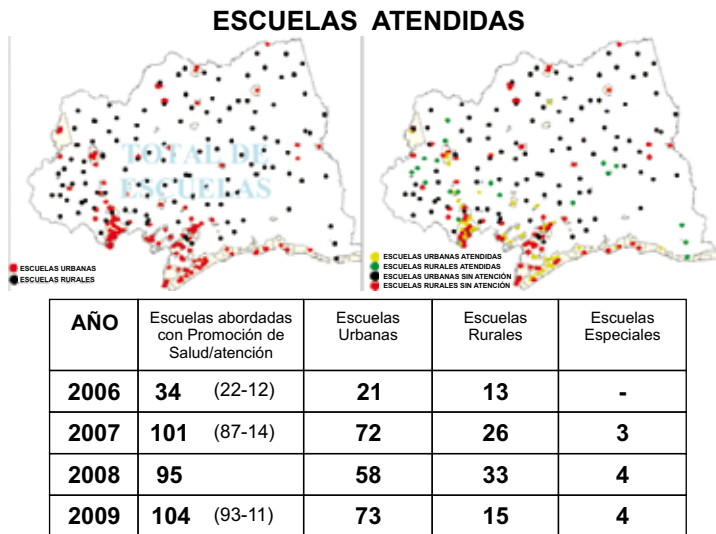 ESCUELAS ATENDIDAS
TOTAL DE
ESCUELAS
ESCUELAS URBANAS
ESCUELAS RURALES
ESCUELAS URBANAS ATENDIDAS
ESCUELAS RURALES ATENDIDAS
ESCUELAS URBANAS SIN ATENCIÓN
ESCUELAS RURALES SIN ATENCIÓN
AÑO Escuelas abordadas con Promoción de Salud/atención Escuelas Urbanas Escuelas Rurales Escuelas Especiales
2006 34 (22-12) 21 13 -
2007 101 (87-14) 72 26 3
2008 95 58 33 4
2009 104 (93-11) 73 15 4